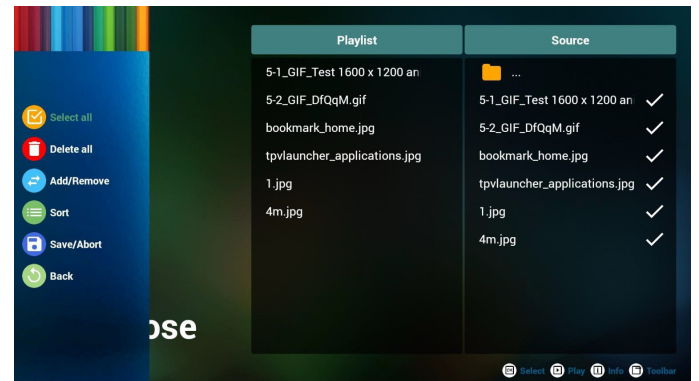 Select all
Delete all
Add/Remove
Sort
Save/Abort
Back
ose
Playlist
5-1_GIF_Test 1600 x 1200 an
5-2_GIF_DfQqM.gif
bookmark_home.jpg
tpvlauncher_applications.jpg
1.jpg
4m.jpg
Source
...
5-1_GIF_Test 1600 x 1200 an
5-2_GIF_DfQqM.gif
bookmark_home.jpg
tpvlauncher_applications.jpg
1.jpg
4m.jpg
Select Play Info Toolbar